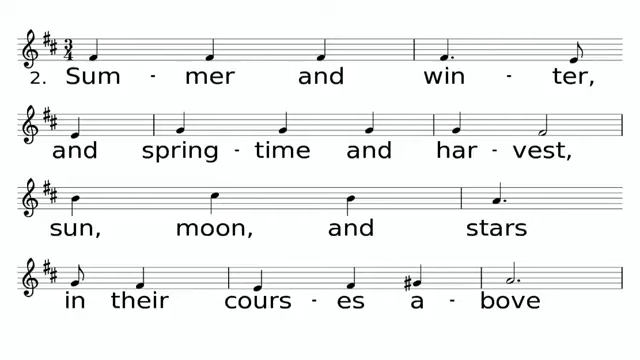 2. Sum - mer and win - ter,
and spring - time and har - vest,
sun, moon, and stars
in their cours - es a - bove